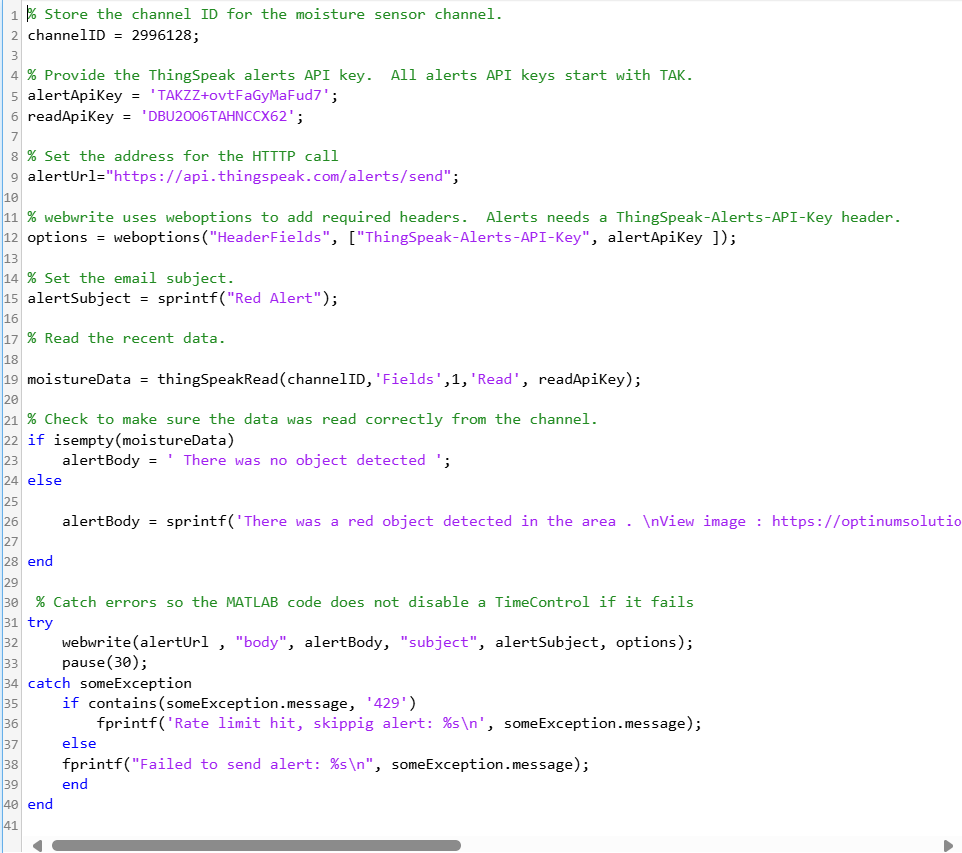 1 % Store the channel ID for the moisture sensor channel.
2 channelID = 2996128;
3
4 % Provide the ThingSpeak alerts API key.  All alerts API keys start with TAK.
5 alertApiKey = 'TAKZZ+ovtFaGyMaFud7';
6 readApiKey = 'DBU2OO6TAHNCCX62';
7
8 % Set the address for the HTTTP call
9 alertUrl="https://api.thingspeak.com/alerts/send";
10
11 % webwrite uses weboptions to add required headers.  Alerts needs a ThingSpeak-Alerts-API-Key header.
12 options = weboptions("HeaderFields", ["ThingSpeak-Alerts-API-Key", alertApiKey ]);
13
14 % Set the email subject.
15 alertSubject = sprintf("Red Alert");
16
17 % Read the recent data.
18
19 moistureData = thingSpeakRead(channelID,'Fields',1,'Read', readApiKey);
20
21 % Check to make sure the data was read correctly from the channel.
22 if isempty(moistureData)
23     alertBody = ' There was no object detected ';
24 else
25
26     alertBody = sprintf('There was a red object detected in the area . \nView image : https://optinumsolutio
27
28 end
29
30  % Catch errors so the MATLAB code does not disable a TimeControl if it fails
31 try
32     webwrite(alertUrl , "body", alertBody, "subject", alertSubject, options);
33     pause(30);
34 catch someException
35     if contains(someException.message, '429')
36         fprintf('Rate limit hit, skippig alert: %s\n', someException.message);
37     else
38     fprintf("Failed to send alert: %s\n", someException.message);
39     end
40 end
41